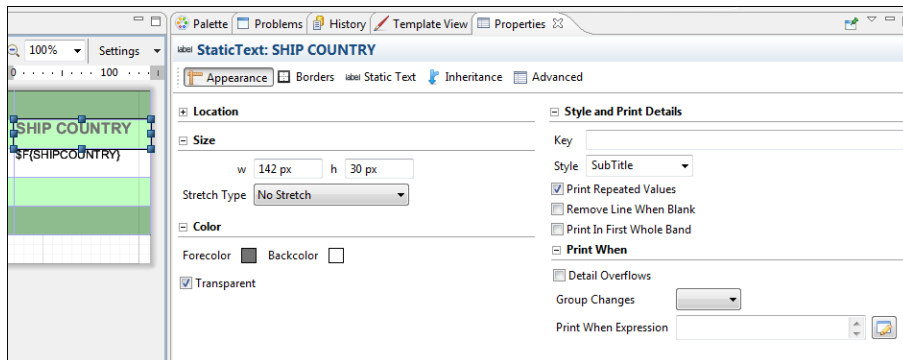 Palette Problems History Template View Properties
100% Settings
label StaticText: SHIP COUNTRY
0 100
Appearance Borders label Static Text Inheritance Advanced
SHIP COUNTRY
$F{SHIPCOUNTRY}
Location
Size
w 142 px h 30 px
Stretch Type No Stretch
Color
Forecolor Backcolor
Transparent
Style and Print Details
Key
Style SubTitle
Print Repeated Values
Remove Line When Blank
Print In First Whole Band
Print When
Detail Overflows
Group Changes
Print When Expression